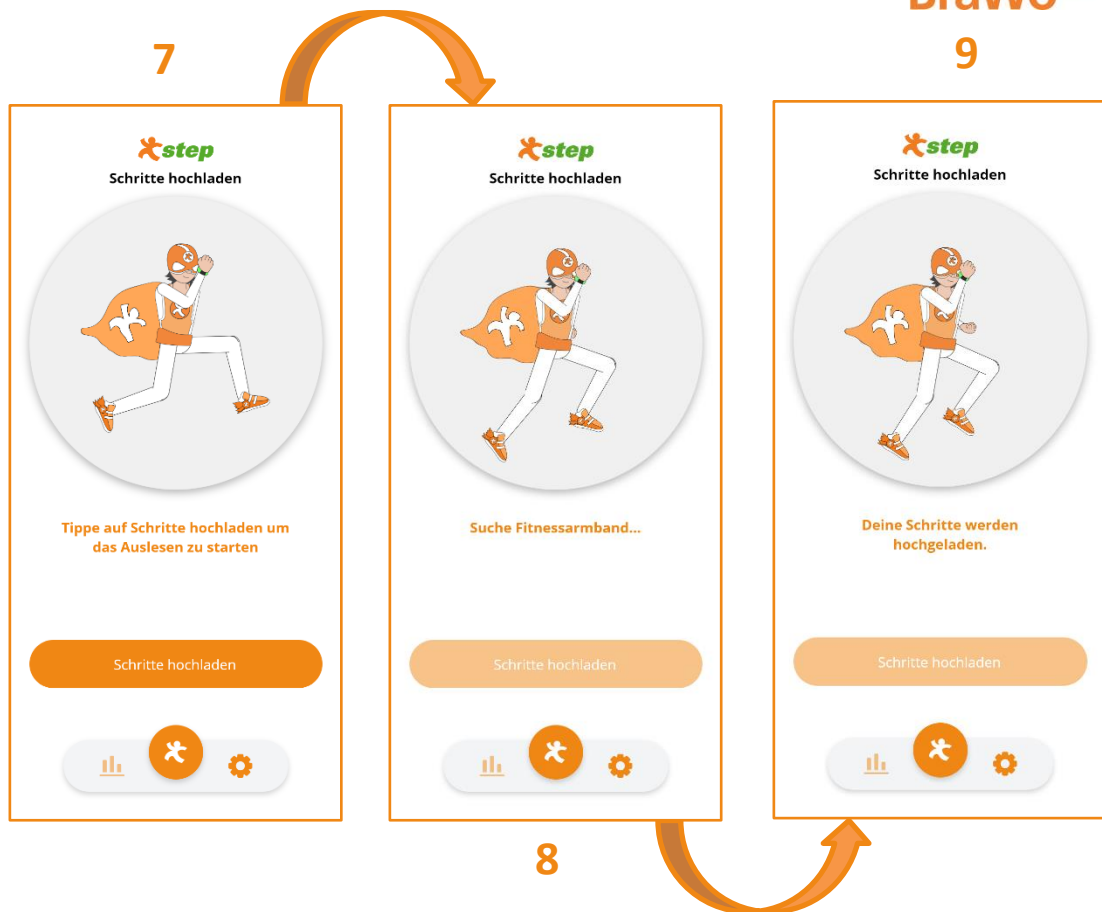 BraWo
7
9
step
Schritte hochladen
Tippe auf Schritte hochladen um
das Auslesen zu starten
Schritte hochladen
step
Schritte hochladen
Suche Fitnessarmband...
Schritte hochladen
8
step
Schritte hochladen
Deine Schritte werden
hochgeladen.
Schritte hochladen